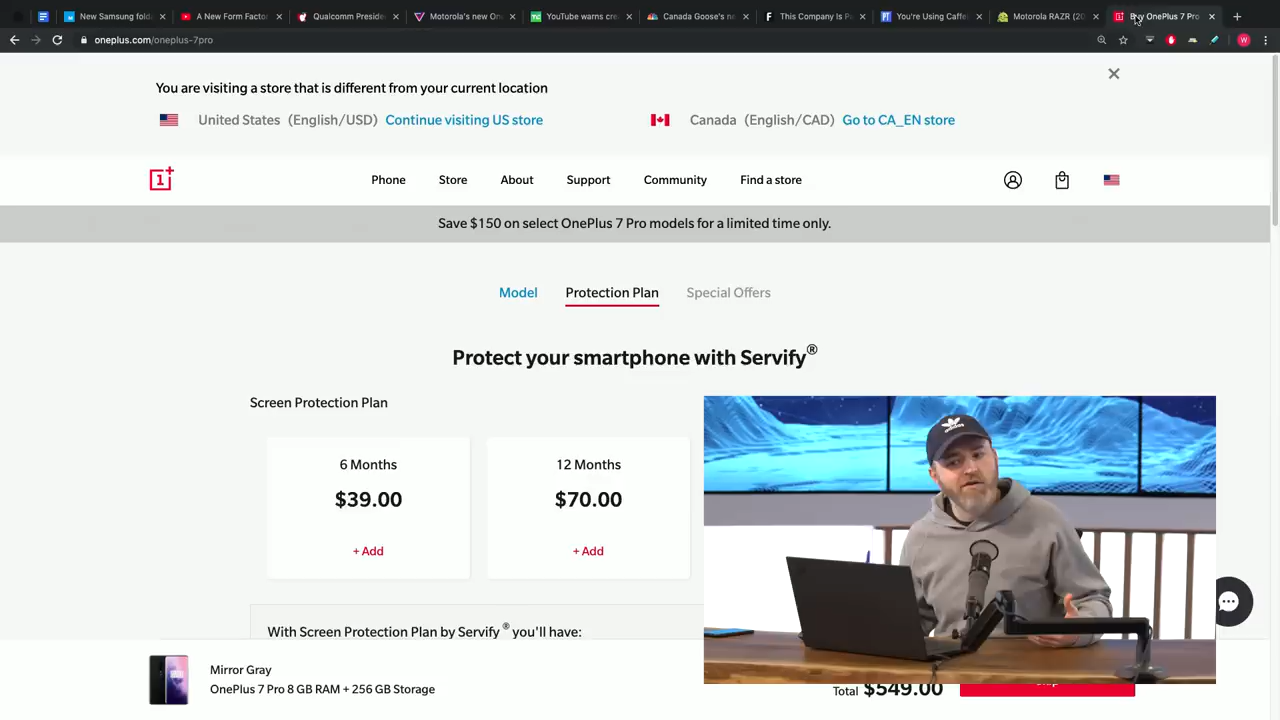 New Samsung fold
A New Form Factor
Qualcomm Preside
Motorola's new On
YouTube warns cre
Canada Goose's na
This Company Is P
You're Using Caffe
Motorola RAZR (20
Buy OnePlus 7 Pro
oneplus.com/oneplus-7pro
W
You are visiting a store that is different from your current location
United States (English/USD) Continue visiting US store
Canada (English/CAD) Go to CA_EN store
Phone Store About Support Community Find a store
Save $150 on select OnePlus 7 Pro models for a limited time only.
Model Protection Plan Special Offers
Protect your smartphone with Servify®
Screen Protection Plan
6 Months
$39.00
+ Add
12 Months
$70.00
+ Add
adidas
With Screen Protection Plan by Servify ® you'll have:
Mirror Gray
OnePlus 7 Pro 8 GB RAM + 256 GB Storage
Total $549.00